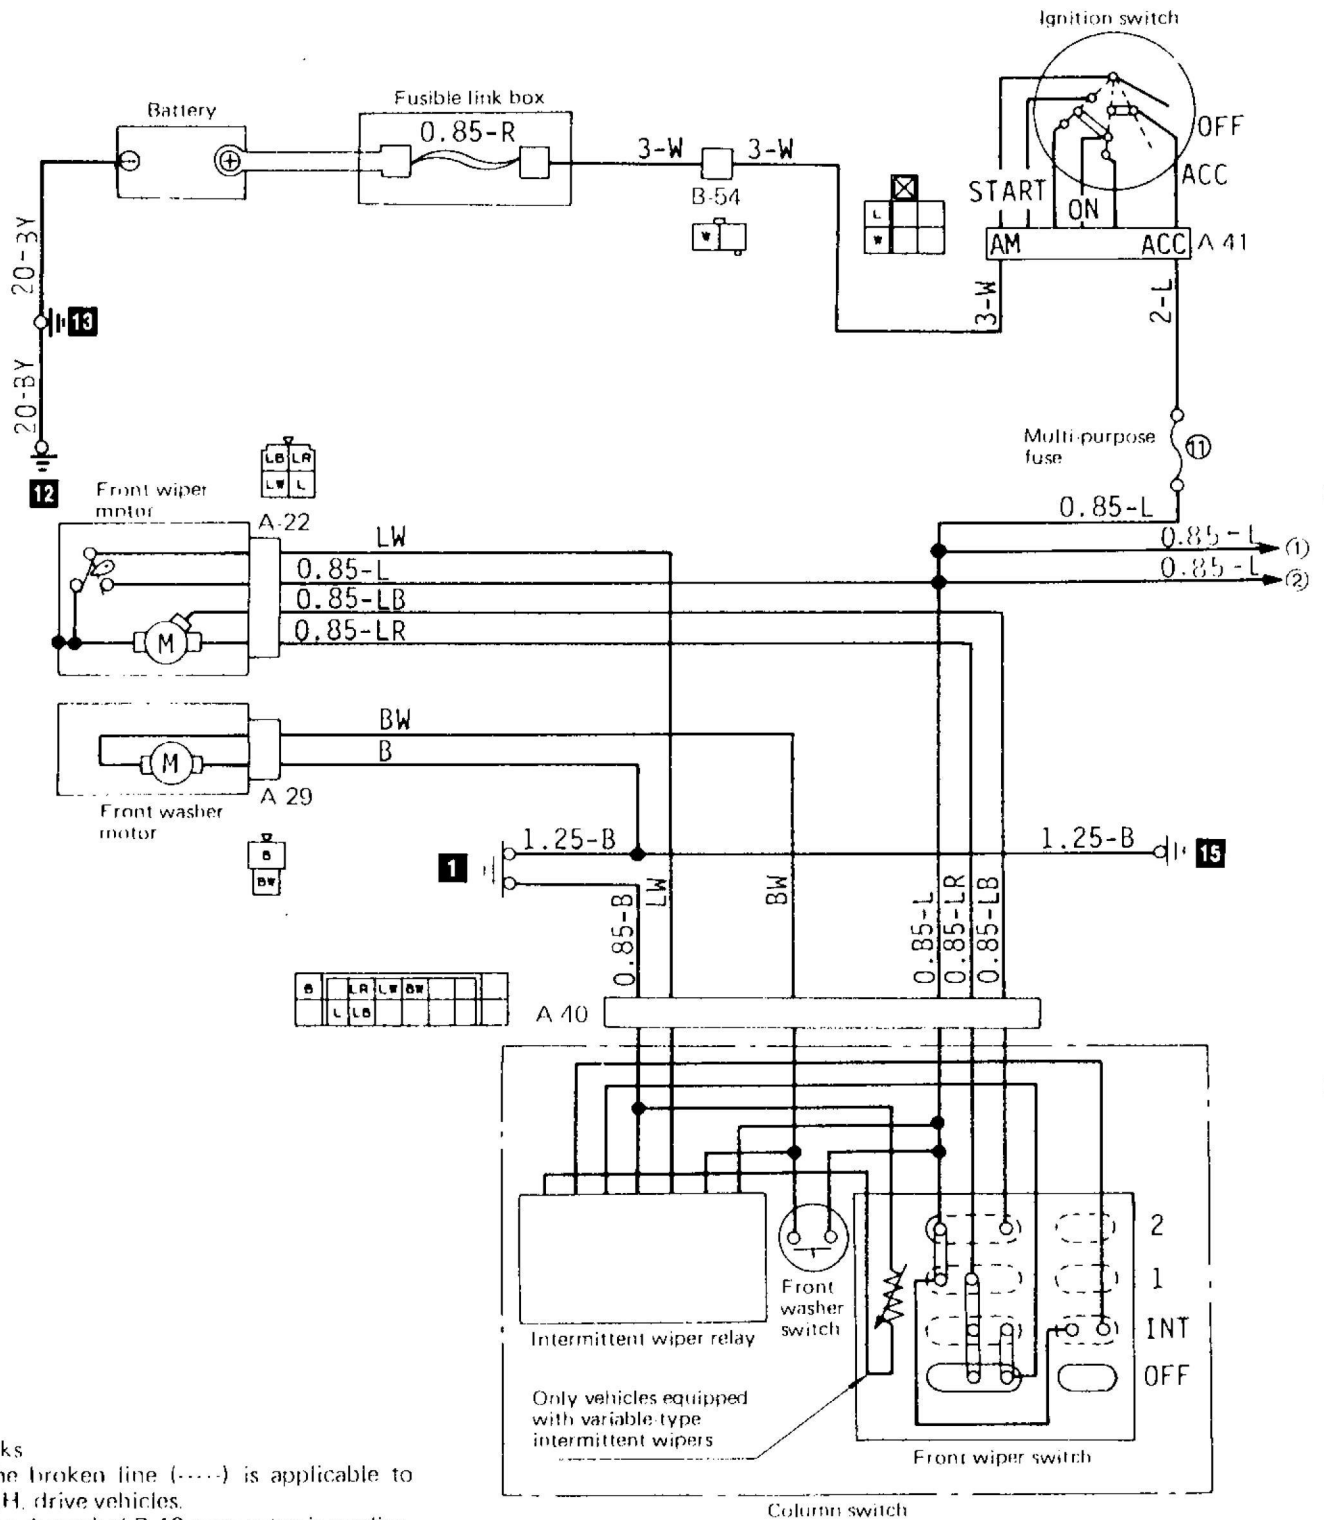 Ignition switch
Battery
Fusible link box
0.85-R
3-W
3-W
B-54
W
L
W
OFF
ACC
START
ON
AM
ACC
A 41
20-BY
13
20-BY
12
3-W
2-L
Multi-purpose
fuse
11
0.85-L
0.85-L
1
0.85-L
2
Front wiper
motor
LB LR
LW L
A-22
LW
0.85-L
0.85-LB
0.85-LR
M
BW
B
M
A 29
Front washer
motor
B
BW
1
1.25-B
1.25-B
15
0.85-B
LW
BW
0.85-L
0.85-LR
0.85-LB
B LR LW BW
L LB
A 40
2
1
INT
OFF
Intermittent wiper relay
Front
washer
switch
Only vehicles equipped
with variable-type
intermittent wipers
Front wiper switch
Column switch
ks
ne broken line (-----) is applicable to
H. drive vehicles.